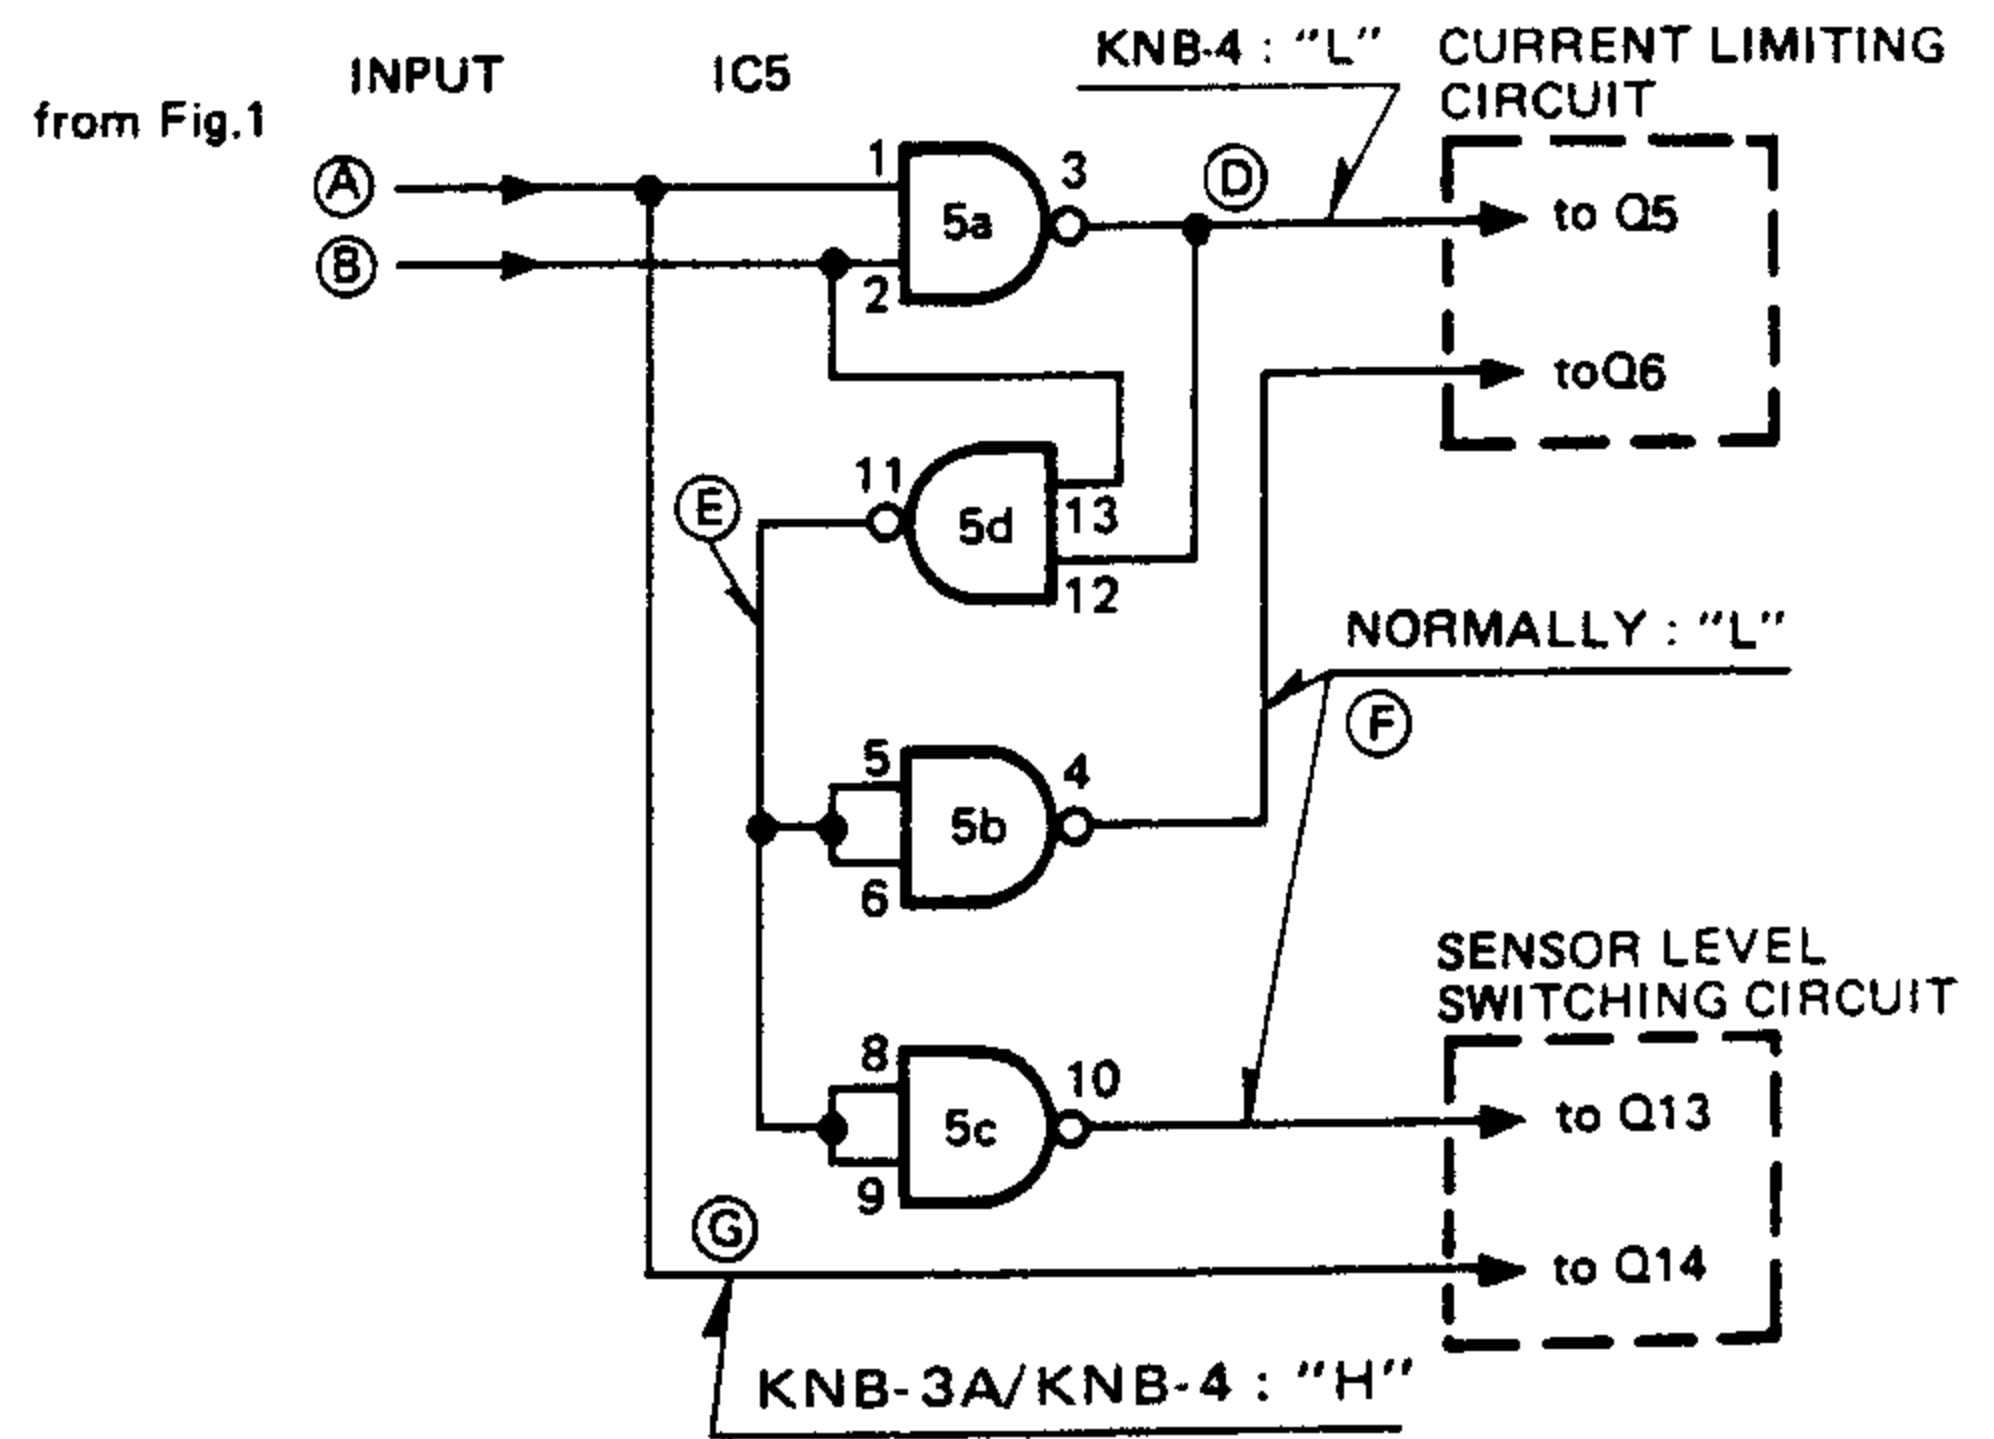 INPUT
IC5
KNB-4 : "L"
CURRENT LIMITING
CIRCUIT
from Fig.1
A
1
3
D
5a
to Q5
B
2
to Q6
11
E
5d
13
12
NORMALLY : "L"
F
5
4
5b
6
SENSOR LEVEL
SWITCHING CIRCUIT
8
10
5c
to Q13
9
G
to Q14
KNB-3A/KNB-4 : "H"